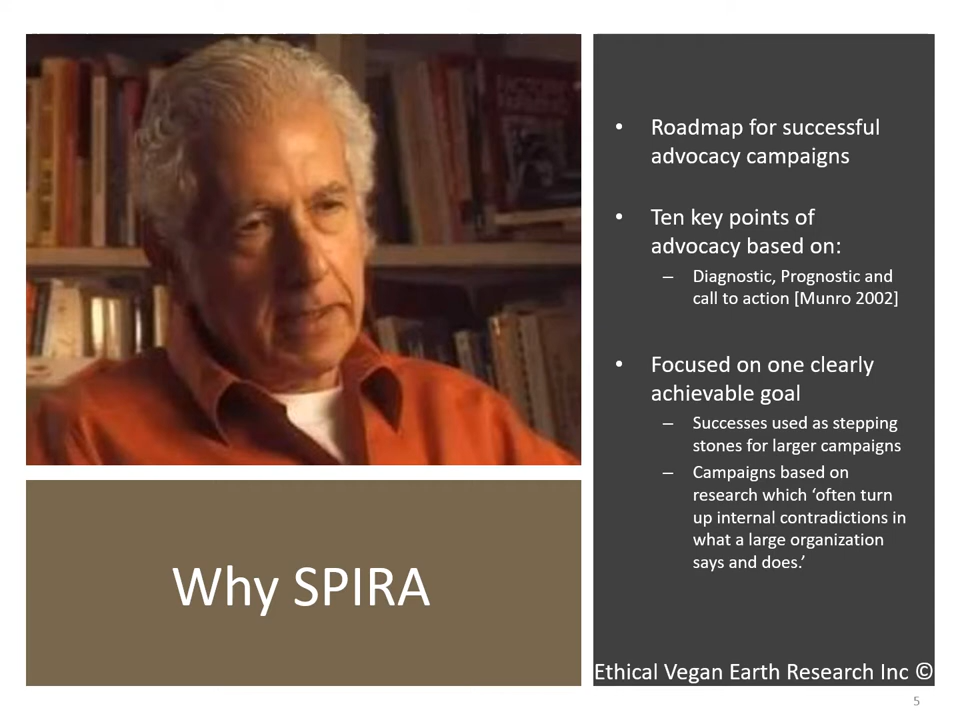 • Roadmap for successful
advocacy campaigns
• Ten key points of
advocacy based on:
– Diagnostic, Prognostic and
call to action [Munro 2002]
• Focused on one clearly
achievable goal
– Successes used as stepping
stones for larger campaigns
– Campaigns based on
research which ‘often turn
up internal contradictions in
what a large organization
says and does.’
Why SPIRA
Ethical Vegan Earth Research Inc ©
5